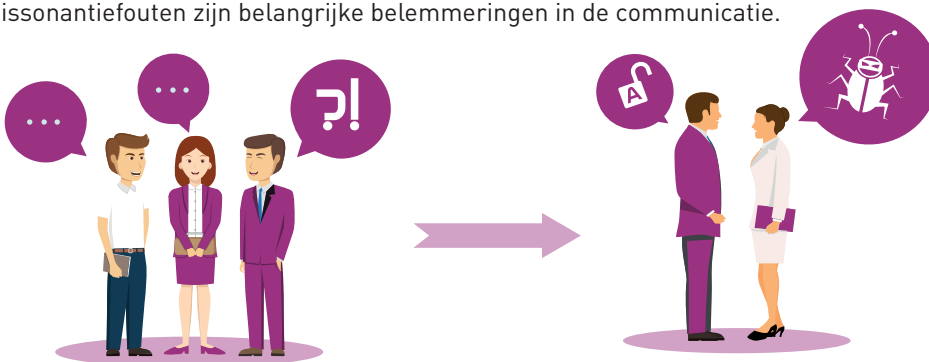 issonantiefouten zijn belangrijke belemmeringen in de communicatie.
...
...
?!
A